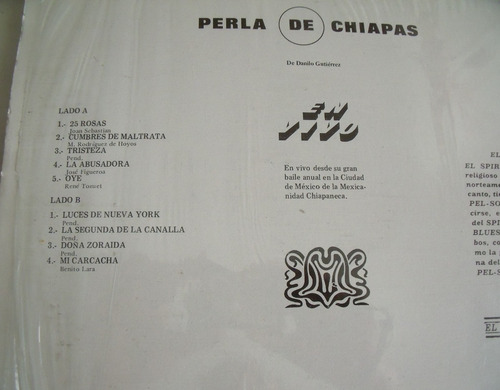 PERLA DE CHIAPAS
De Danilo Gutiérrez
LADO A
1.- 25 ROSAS
Joan Sebastian
2.- CUMBRES DE MALTRATA
M. Rodríguez de Hoyos
3.- TRISTEZA
Pend.
4.- LA ABUSADORA
José Figueroa
5.- OYE
René Touset
LADO B
1.- LUCES DE NUEVA YORK
Pend.
2.- LA SEGUNDA DE LA CANALLA
Pend.
3.- DOÑA ZORAIDA
Pend.
4.- MI CARCACHA
Benito Lara
EN
VIVO
En vivo desde su gran
baile anual en la Ciudad
de México de la Mexica-
nidad Chiapaneca.
EL
EL SPIR
religioso
norteame
canto, tie
PEL-SO
cirse, e
del SPI
BLUES
bos, co
mo la
na del
PEL-S
EL